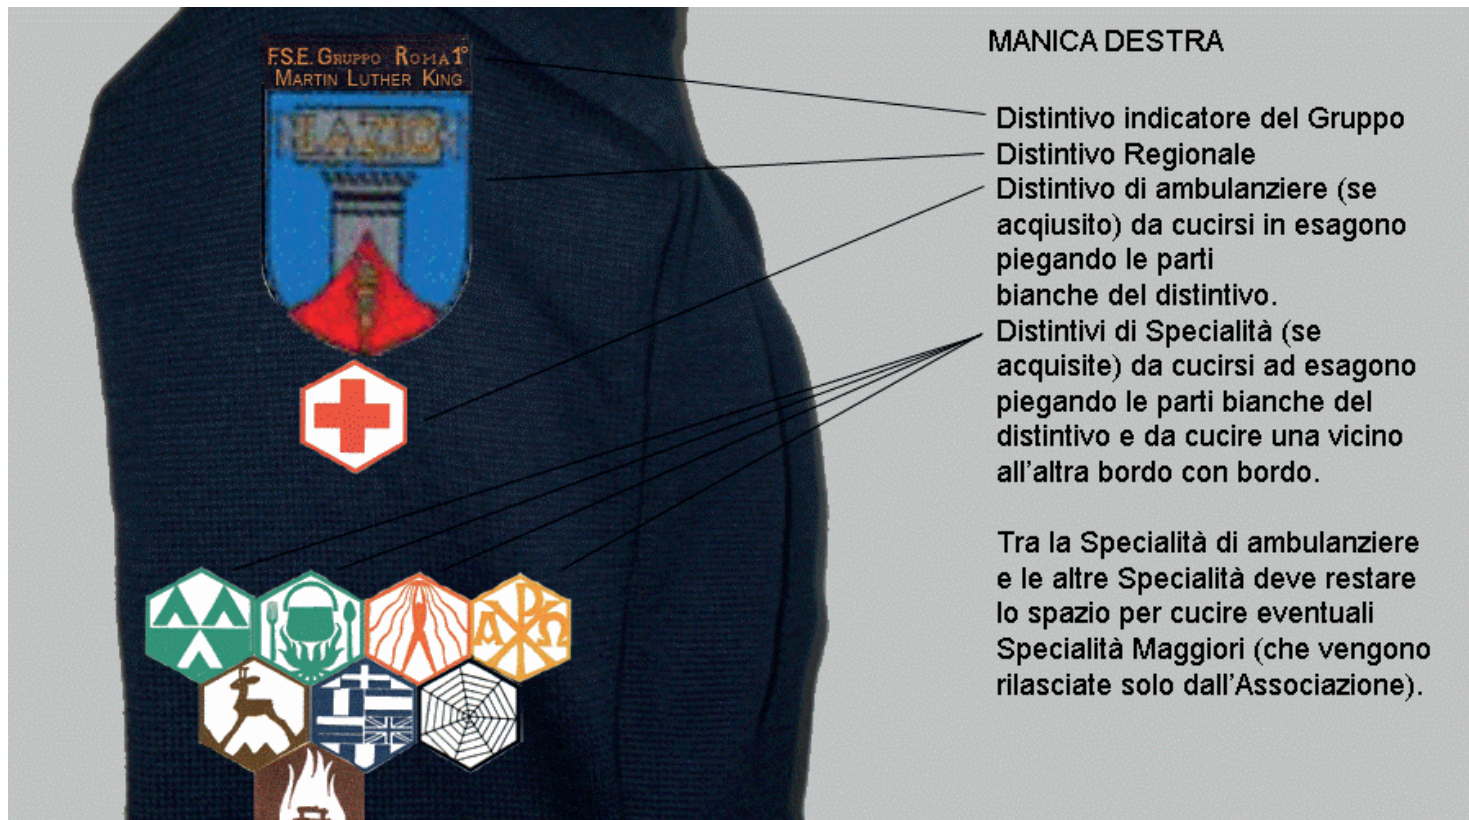 F.S.E. GRUPPO ROMA 1°
MARTIN LUTHER KING
LAZIO
MANICA DESTRA
Distintivo indicatore del Gruppo
Distintivo Regionale
Distintivo di ambulanziere (se
acqiusito) da cucirsi in esagono
piegando le parti
bianche del distintivo.
Distintivi di Specialità (se
acquisite) da cucirsi ad esagono
piegando le parti bianche del
distintivo e da cucire una vicino
all'altra bordo con bordo.
Tra la Specialità di ambulanziere
e le altre Specialità deve restare
lo spazio per cucire eventuali
Specialità Maggiori (che vengono
rilasciate solo dall'Associazione).